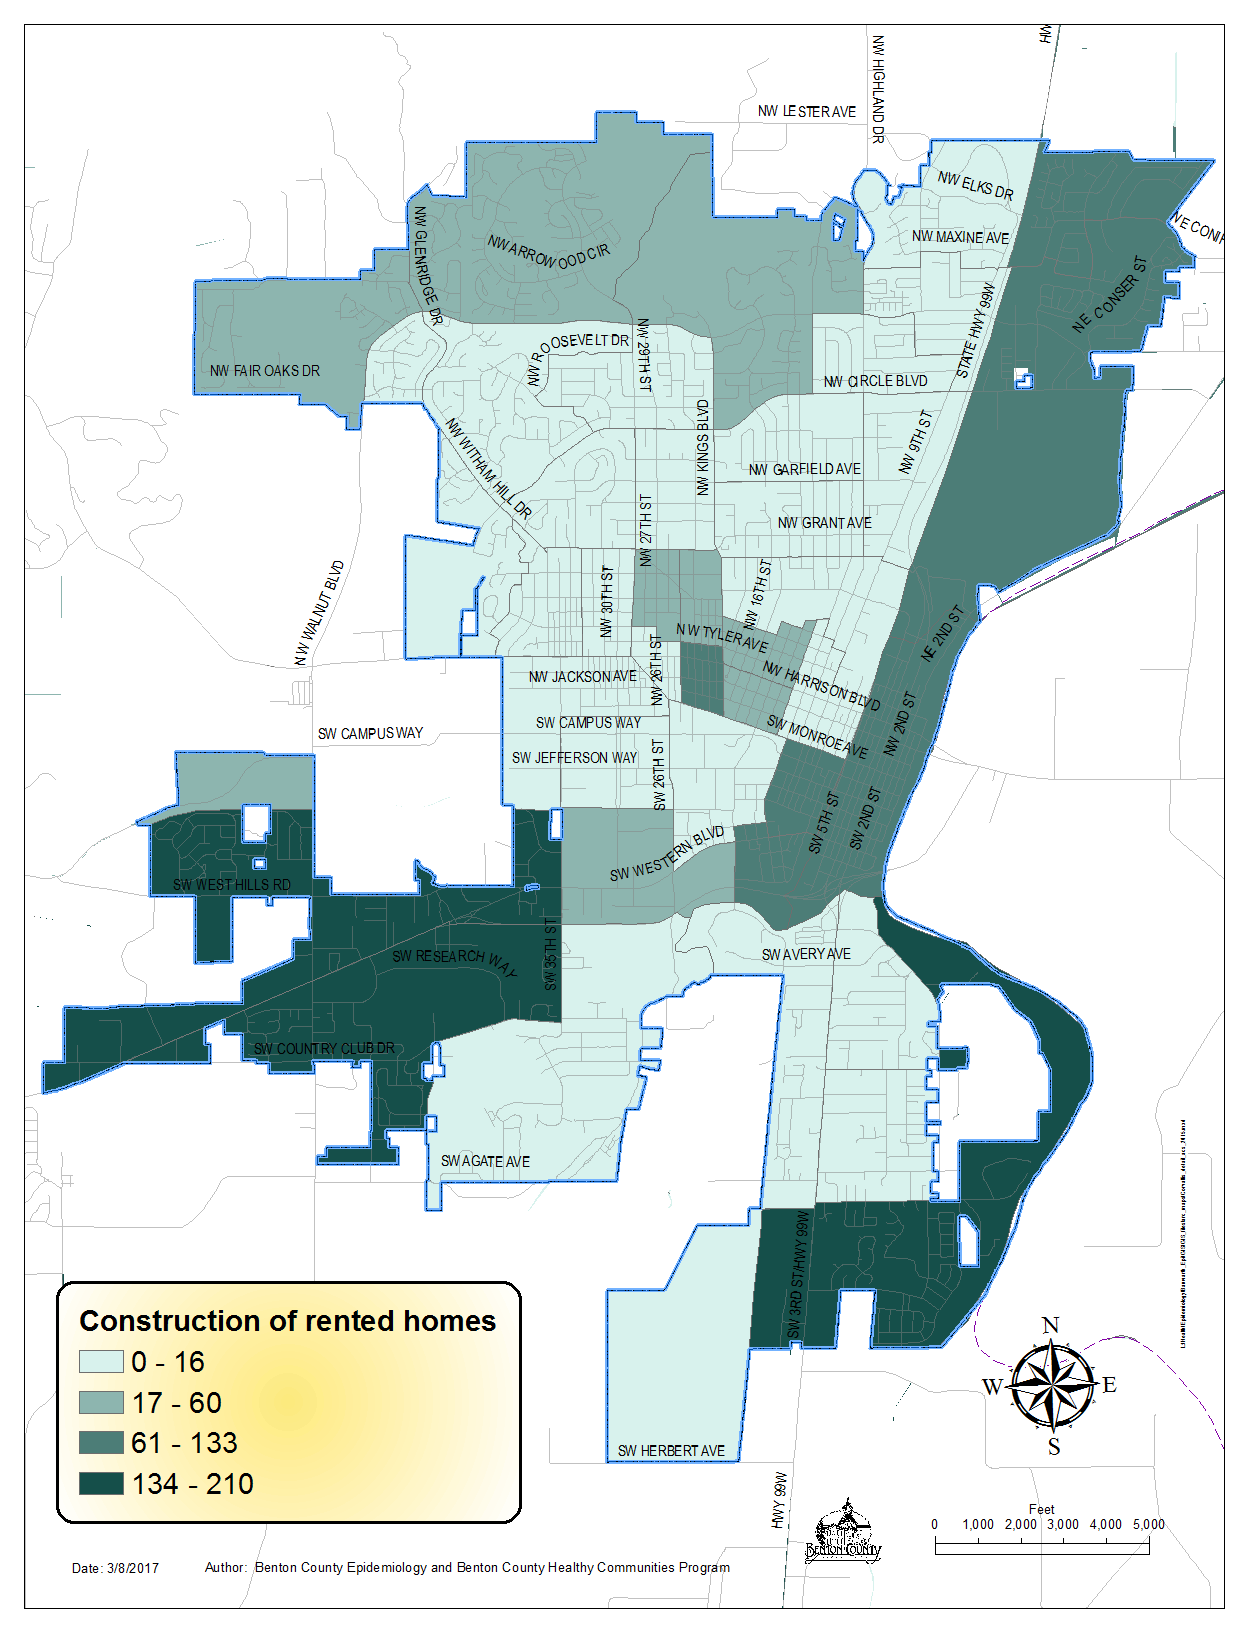 HW
NW HIGHLAND DR
NW LESTER AVE
NW ELKS DR
NW MAXINE AVE
NE CONIF
NW GLENRIDGE DR
NW ARROWOOD CIR
NE CONSER ST
STATE HWY 99W
NW ROOSEVELT DR
NW 29TH ST
NW FAIR OAKS DR
NW CIRCLE BLVD
NW KINGS BLVD
NW 9TH ST
NW WITHAM HILL DR
NW GARFIELD AVE
NW 27TH ST
NW GRANT AVE
NW WALNUT BLVD
NW 30TH ST
NW 16TH ST
NE 2ND ST
NW TYLER AVE
NW 26TH ST
NW JACKSON AVE
NW HARRISON BLVD
NW 2ND ST
SW CAMPUS WAY
SW CAMPUS WAY
SW MONROE AVE
SW JEFFERSON WAY
SW 26TH ST
SW 5TH ST
SW 2ND ST
SW WESTERN BLVD
SW WEST HILLS RD
SW RESEARCH WAY
SW 35TH ST
SW AVERY AVE
SW COUNTRY CLUB DR
SW AGATE AVE
SW 3RD ST/HWY 99W
SW HERBERT AVE
HWY 99W
Construction of rented homes
0 - 16
17 - 60
61 - 133
134 - 210
N
W E
S
Feet
0 1,000 2,000 3,000 4,000 5,000
BENTON COUNTY
Date: 3/8/2017 Author: Benton County Epidemiology and Benton County Healthy Communities Program